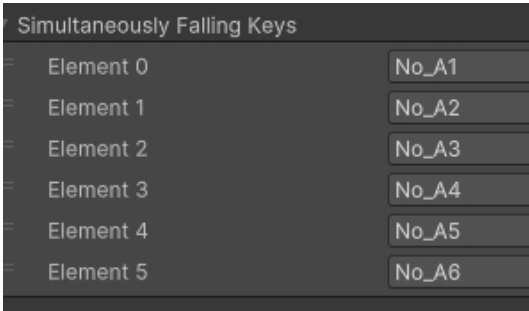 Simultaneously Falling Keys
Element 0 No_A1
Element 1 No_A2
Element 2 No_A3
Element 3 No_A4
Element 4 No_A5
Element 5 No_A6